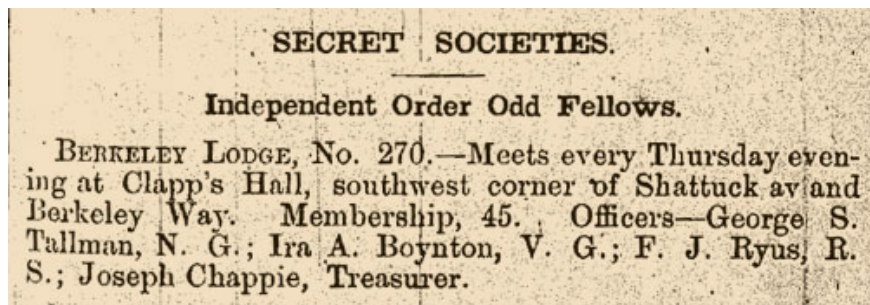 SECRET SOCIETIES.
Independent Order Odd Fellows.
BERKELEY LODGE, No. 270.—Meets every Thursday even-
ing at Clapp's Hall, southwest corner of Shattuck av and
Berkeley Way. Membership, 45. Officers—George S.
Tallman, N. G.; Ira A. Boynton, V. G.; F. J. Ryus, R.
S.; Joseph Chappie, Treasurer.